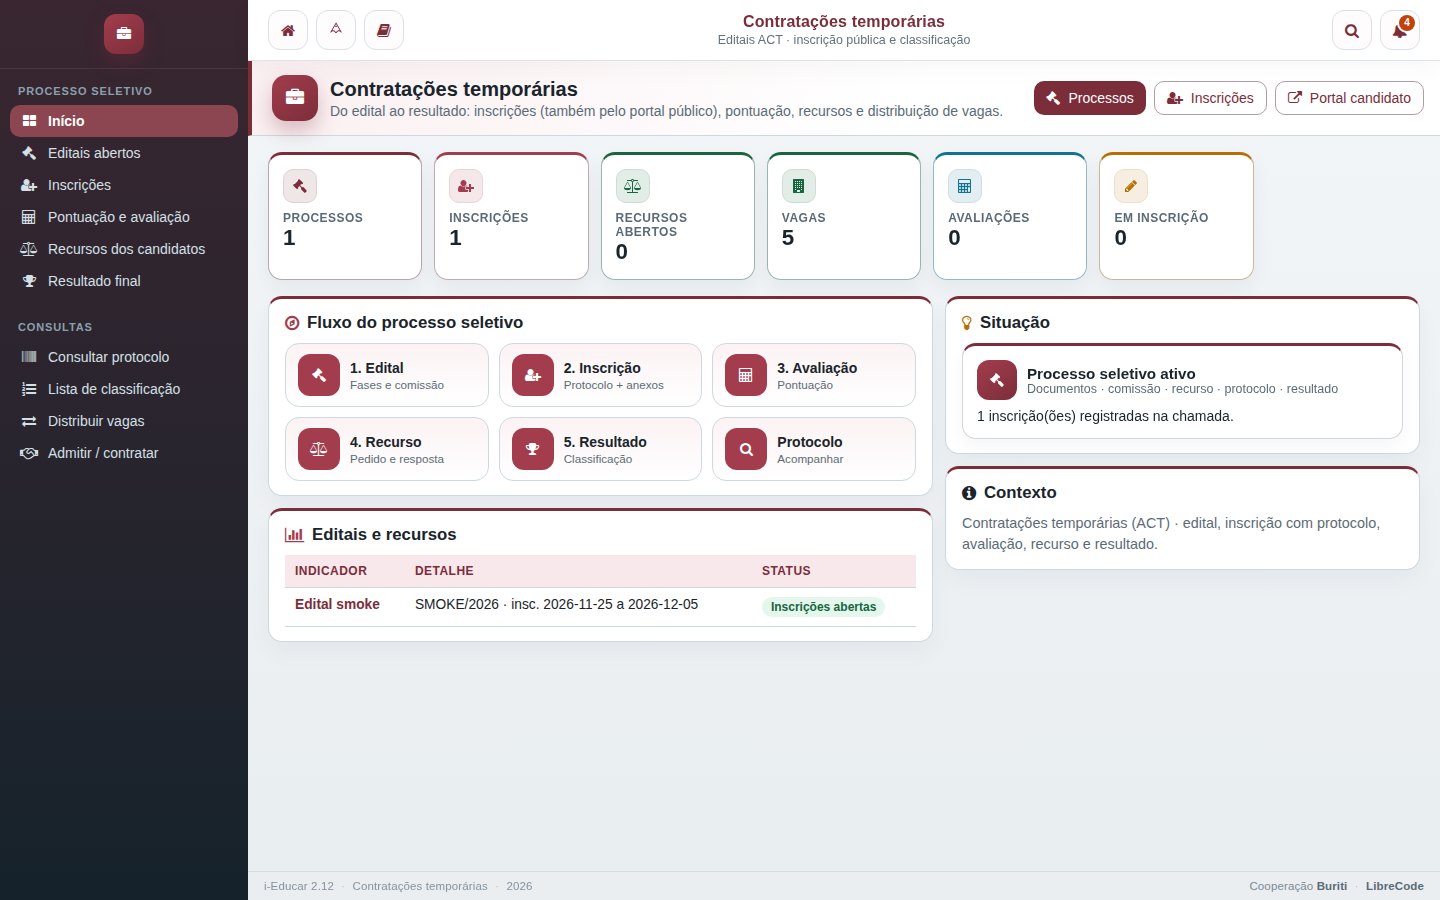 Contratações temporárias
Editais ACT · inscrição pública e classificação
4
PROCESSO SELETIVO
Início
Editais abertos
Inscrições
Pontuação e avaliação
Recursos dos candidatos
Resultado final
CONSULTAS
Consultar protocolo
Lista de classificação
Distribuir vagas
Admitir / contratar
Contratações temporárias
Do edital ao resultado: inscrições (também pelo portal público), pontuação, recursos e distribuição de vagas.
Processos
Inscrições
Portal candidato
PROCESSOS
1
INSCRIÇÕES
1
RECURSOS
ABERTOS
0
VAGAS
5
AVALIAÇÕES
0
EM INSCRIÇÃO
0
Fluxo do processo seletivo
1. Edital
Fases e comissão
2. Inscrição
Protocolo + anexos
3. Avaliação
Pontuação
4. Recurso
Pedido e resposta
5. Resultado
Classificação
Protocolo
Acompanhar
Editais e recursos
INDICADOR DETALHE STATUS
Edital smoke SMOKE/2026 · insc. 2026-11-25 a 2026-12-05 Inscrições abertas
Situação
Processo seletivo ativo
Documentos · comissão · recurso · protocolo · resultado
1 inscrição(ões) registradas na chamada.
Contexto
Contratações temporárias (ACT) · edital, inscrição com protocolo,
avaliação, recurso e resultado.
i-Educar 2.12 · Contratações temporárias · 2026
Cooperação Buriti · LibreCode